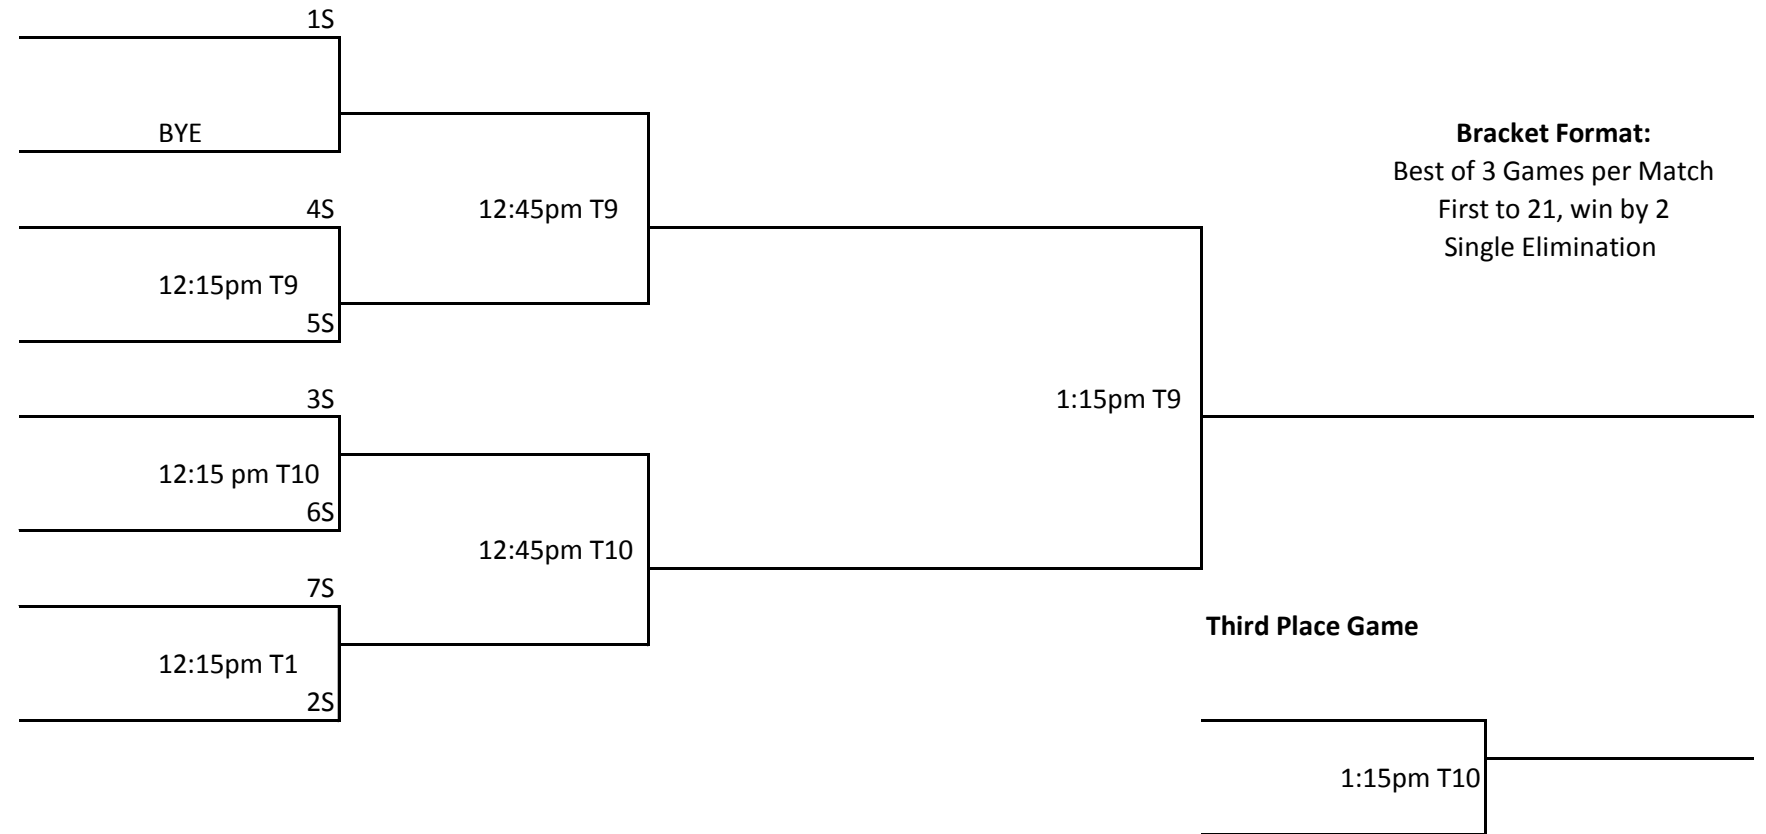 1S
BYE
Bracket Format:
Best of 3 Games per Match
4S
12:45pm T9
First to 21, win by 2
Single Elimination
12:15pm T9
5S
3S
1:15pm T9
12:15 pm T10
6S
12:45pm T10
7S
Third Place Game
12:15pm T1
2S
1:15pm T10